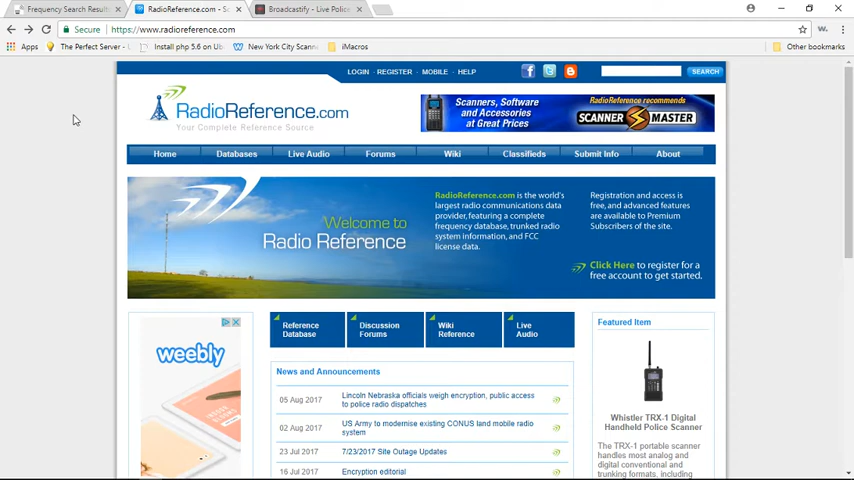 Frequency Search Results
RadioReference.com - Sc
Broadcastify - Live Police
Secure
https://www.radioreference.com
Apps
The Perfect Server -
Install php 5.6 on Ub
New York City Scann
iMacros
Other bookmarks
LOGIN - REGISTER - MOBILE - HELP
SEARCH
RadioReference.com
Your Complete Reference Source
Scanners, Software
and Accessories
at Great Prices
RadioReference recommends
SCANNER MASTER
Home
Databases
Live Audio
Forums
Wiki
Classifieds
Submit Info
About
Welcome to
Radio Reference
RadioReference.com is the world's
largest radio communications data
provider, featuring a complete
frequency database, trunked radio
system information, and FCC
license data.
Registration and access is
free, and advanced features
are available to Premium
Subscribers of the site.
Click Here to register for a
free account to get started.
Reference
Database
Discussion
Forums
Wiki
Reference
Live
Audio
weebly
News and Announcements
05 Aug 2017
Lincoln Nebraska officials weigh encryption, public access
to police radio dispatches
02 Aug 2017
US Army to modernise existing CONUS land mobile radio
system
23 Jul 2017
7/23/2017 Site Outage Updates
16 Jul 2017
Encryption editorial
Featured Item
Whistler TRX-1 Digital
Handheld Police Scanner
The TRX-1 portable scanner
handles most analog and
digital conventional and
trunking formats, including